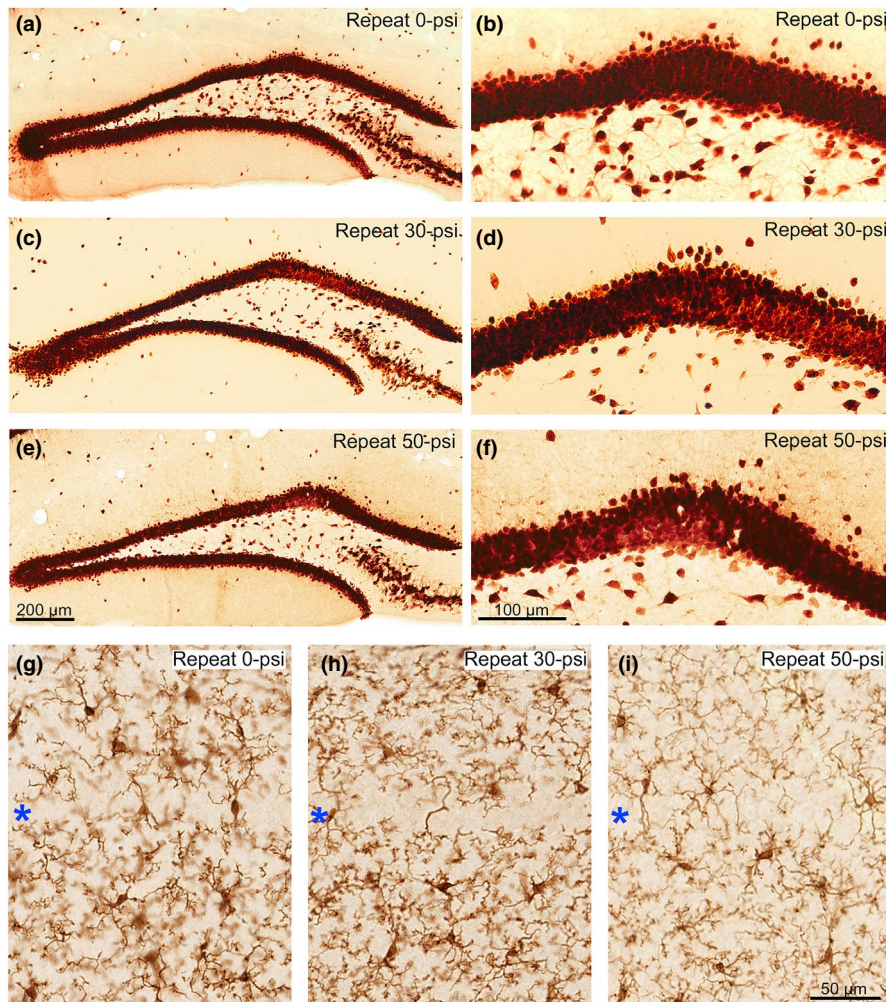 (a) Repeat 0-psi
(b) Repeat 0-psi
(c) Repeat 30-psi
(d) Repeat 30-psi
(e) Repeat 50-psi
200 µm
(f) Repeat 50-psi
100 µm
(g) Repeat 0-psi
*
(h) Repeat 30-psi
*
(i) Repeat 50-psi
*
50 µm